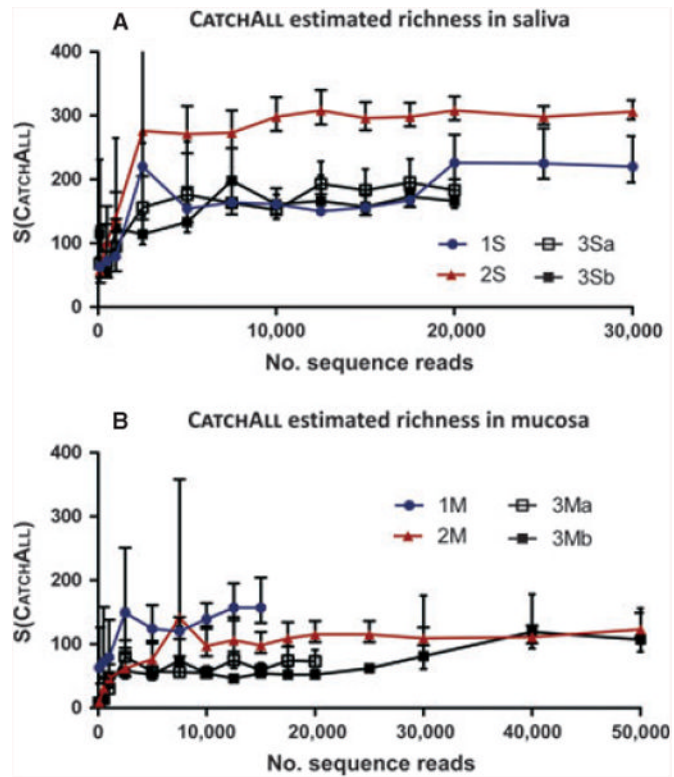 A CATCHALL estimated richness in saliva
400
300
200
100
0
S(CATCHALL)
1S
3Sa
2S
3Sb
0
10,000
20,000
30,000
No. sequence reads
B CATCHALL estimated richness in mucosa
400
300
200
100
0
S(CATCHALL)
1M
3Ma
2M
3Mb
0
10,000
20,000
30,000
40,000
50,000
No. sequence reads